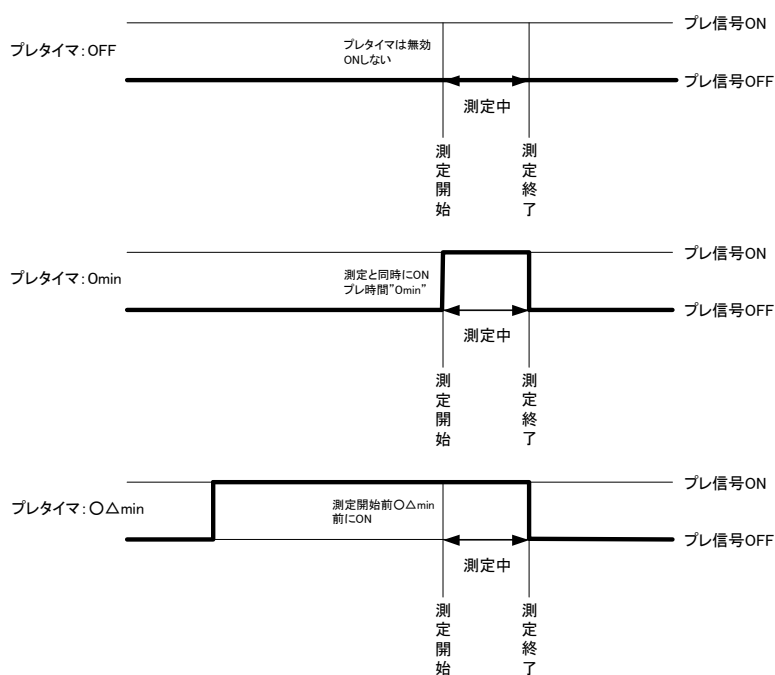 プレ信号ON
プレタイマ:OFF
プレタイマは無効
ONしない
プレ信号OFF
測定中
測定開始
測定終了
プレ信号ON
プレタイマ:0min
測定と同時にON
プレ時間"0min"
プレ信号OFF
測定中
測定開始
測定終了
プレ信号ON
プレタイマ:〇△min
測定開始前〇△min
前にON
プレ信号OFF
測定中
測定開始
測定終了